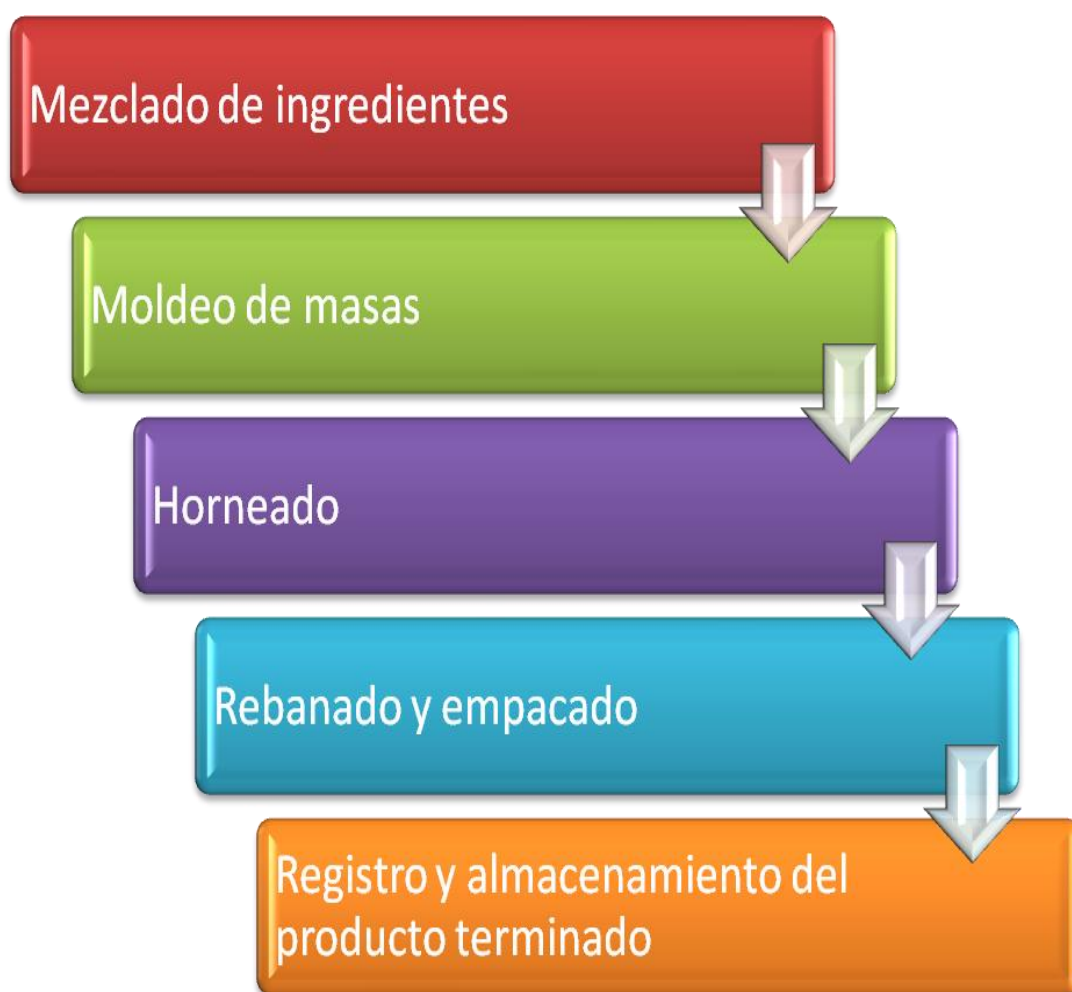 Mezclado de ingredientes
Moldeo de masas
Horneado
Rebanado y empacado
Registro y almacenamiento del
producto terminado